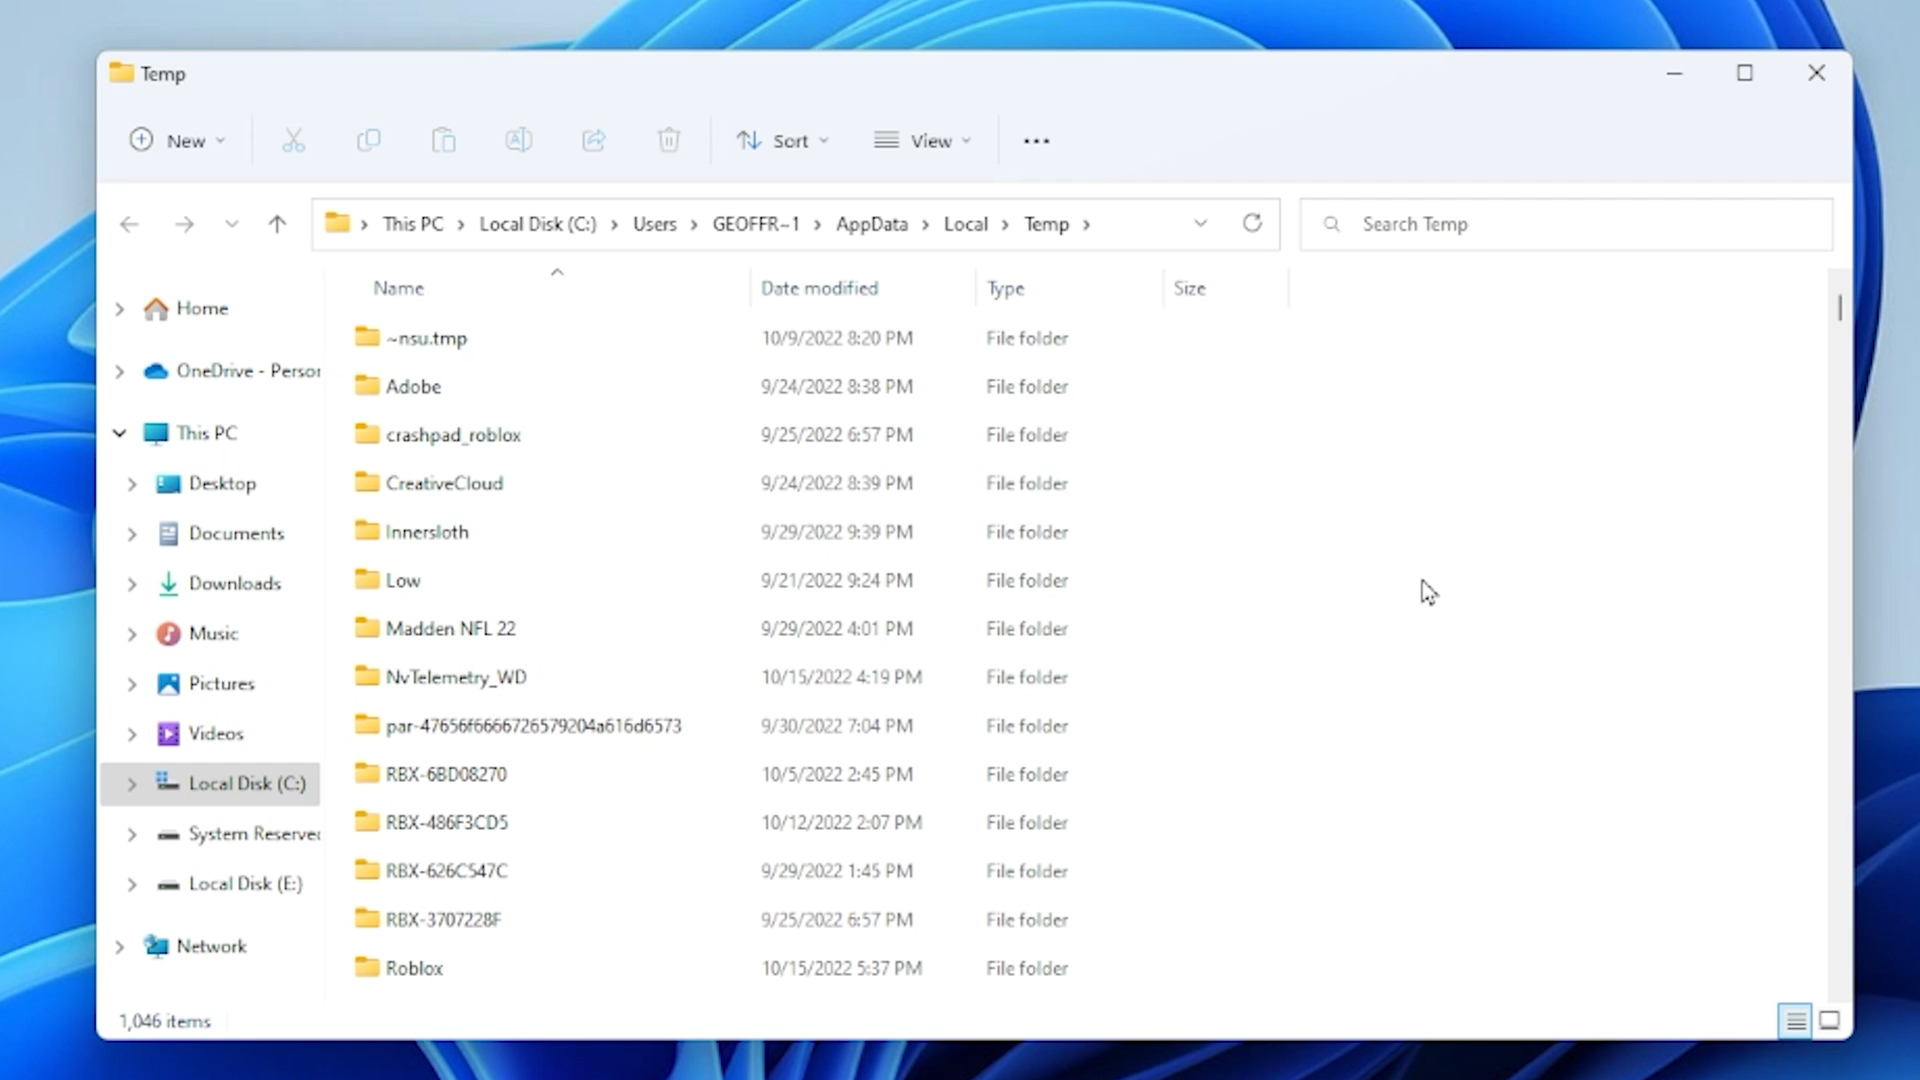 Temp
New Sort View
This PC Local Disk (C:) Users GEOFFR~1 AppData Local Temp
Search Temp
Name Date modified Type Size
Home
OneDrive - Person
This PC
Desktop
Documents
Downloads
Music
Pictures
Videos
Local Disk (C:)
System Reserved
Local Disk (E:)
Network
~nsu.tmp 10/9/2022 8:20 PM File folder
Adobe 9/24/2022 8:38 PM File folder
crashpad_roblox 9/25/2022 6:57 PM File folder
CreativeCloud 9/24/2022 8:39 PM File folder
Innersloth 9/29/2022 9:39 PM File folder
Low 9/21/2022 9:24 PM File folder
Madden NFL 22 9/29/2022 4:01 PM File folder
NvTelemetry_WD 10/15/2022 4:19 PM File folder
par-47656f6666726579204a616d6573 9/30/2022 7:04 PM File folder
RBX-6BD08270 10/5/2022 2:45 PM File folder
RBX-486F3CD5 10/12/2022 2:07 PM File folder
RBX-626C547C 9/29/2022 1:45 PM File folder
RBX-3707228F 9/25/2022 6:57 PM File folder
Roblox 10/15/2022 5:37 PM File folder
1,046 items